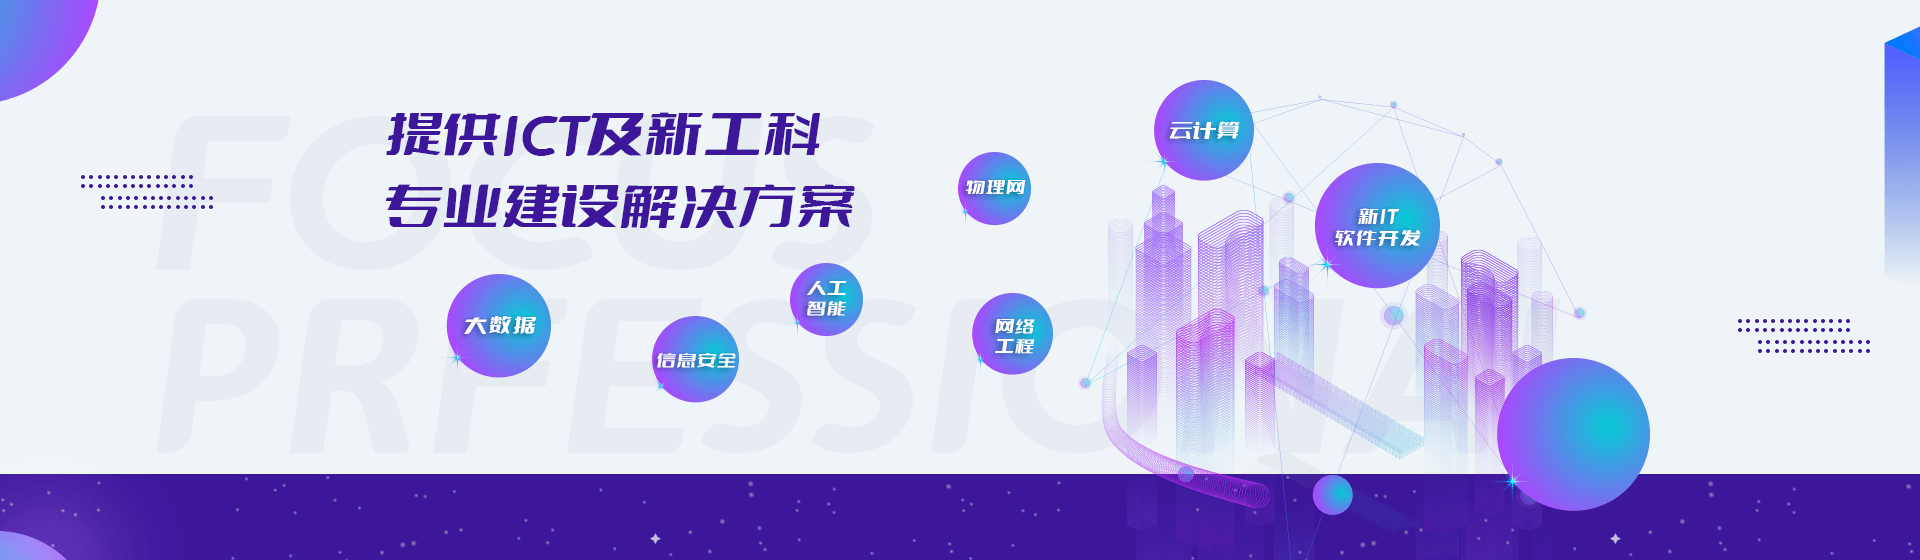 FOCUS
PRFESSIONA
提供ICT及新工科
专业建设解决方案
云计算
物理网
新IT
软件开发
人工
智能
大数据
信息安全
网络
工程